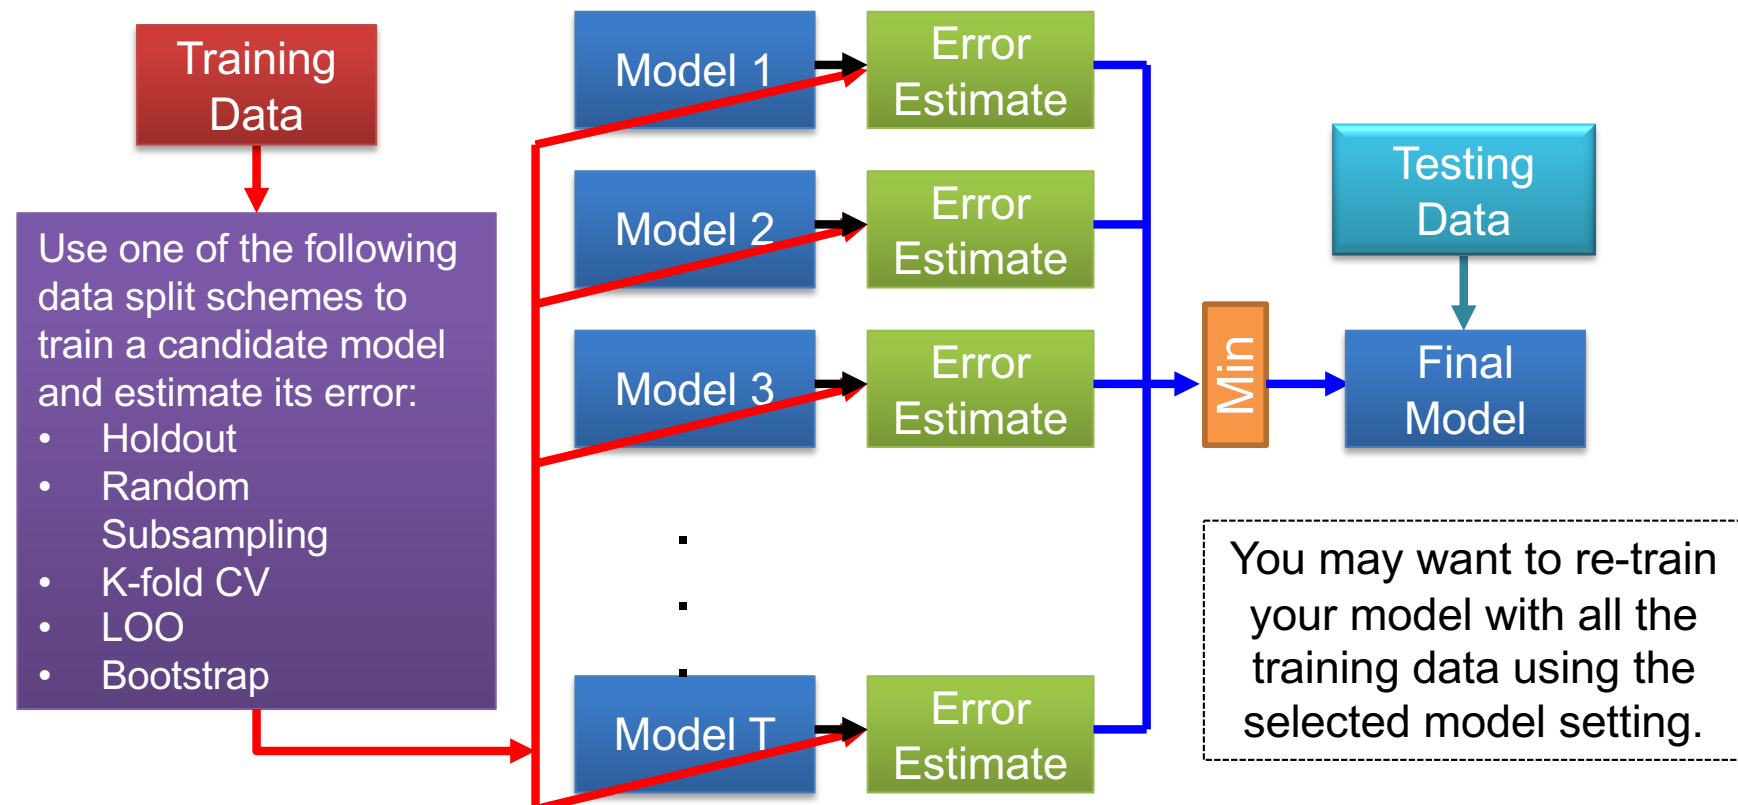 Training
Data
Use one of the following
data split schemes to
train a candidate model
and estimate its error:
• Holdout
• Random
Subsampling
• K-fold CV
• LOO
• Bootstrap
Model 1
Error
Estimate
Model 2
Error
Estimate
Model 3
Error
Estimate
Model T
Error
Estimate
Min
Testing
Data
Final
Model
You may want to re-train
your model with all the
training data using the
selected model setting.